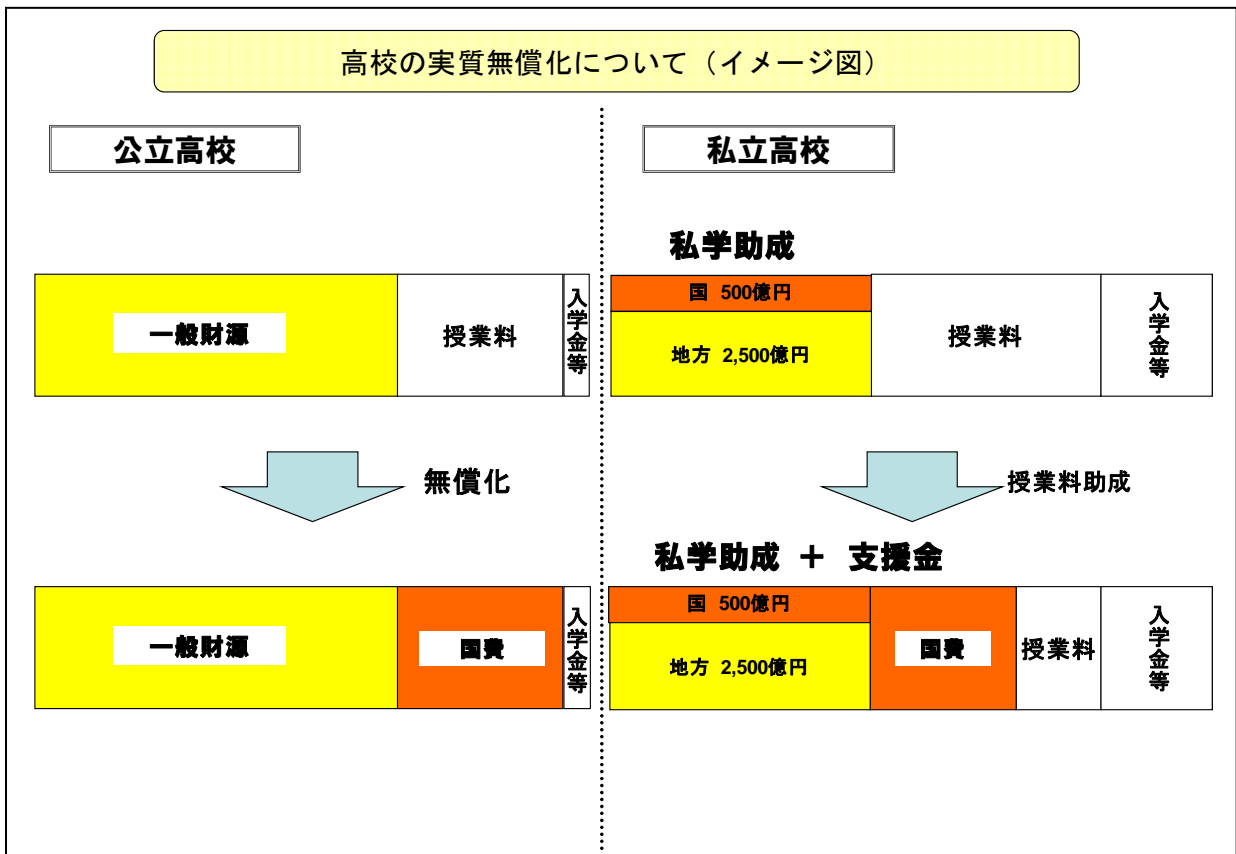 高校の実質無償化について（イメージ図）
公立高校
一般財源
授業料
入学金等
無償化
一般財源
国費
入学金等
私立高校
私学助成
国 500億円
地方 2,500億円
授業料
入学金等
授業料助成
私学助成 ＋ 支援金
国 500億円
地方 2,500億円
国費
授業料
入学金等